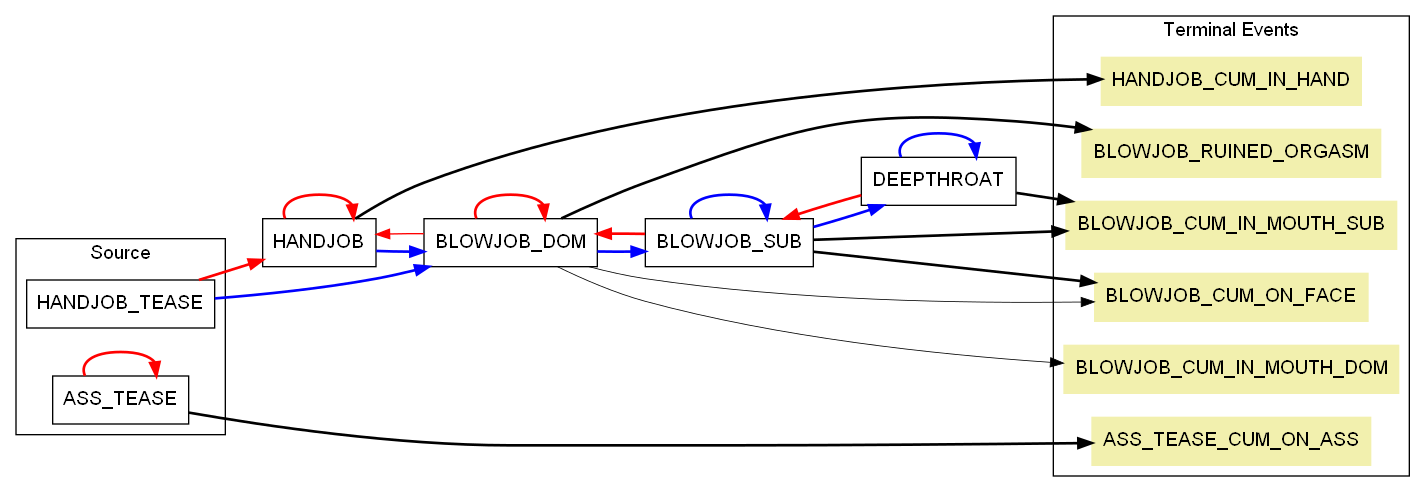 Terminal Events
HANDJOB_CUM_IN_HAND
BLOWJOB_RUINED_ORGASM
DEEPTHROAT
BLOWJOB_CUM_IN_MOUTH_SUB
HANDJOB
BLOWJOB_DOM
BLOWJOB_SUB
Source
HANDJOB_TEASE
BLOWJOB_CUM_ON_FACE
BLOWJOB_CUM_IN_MOUTH_DOM
ASS_TEASE
ASS_TEASE_CUM_ON_ASS